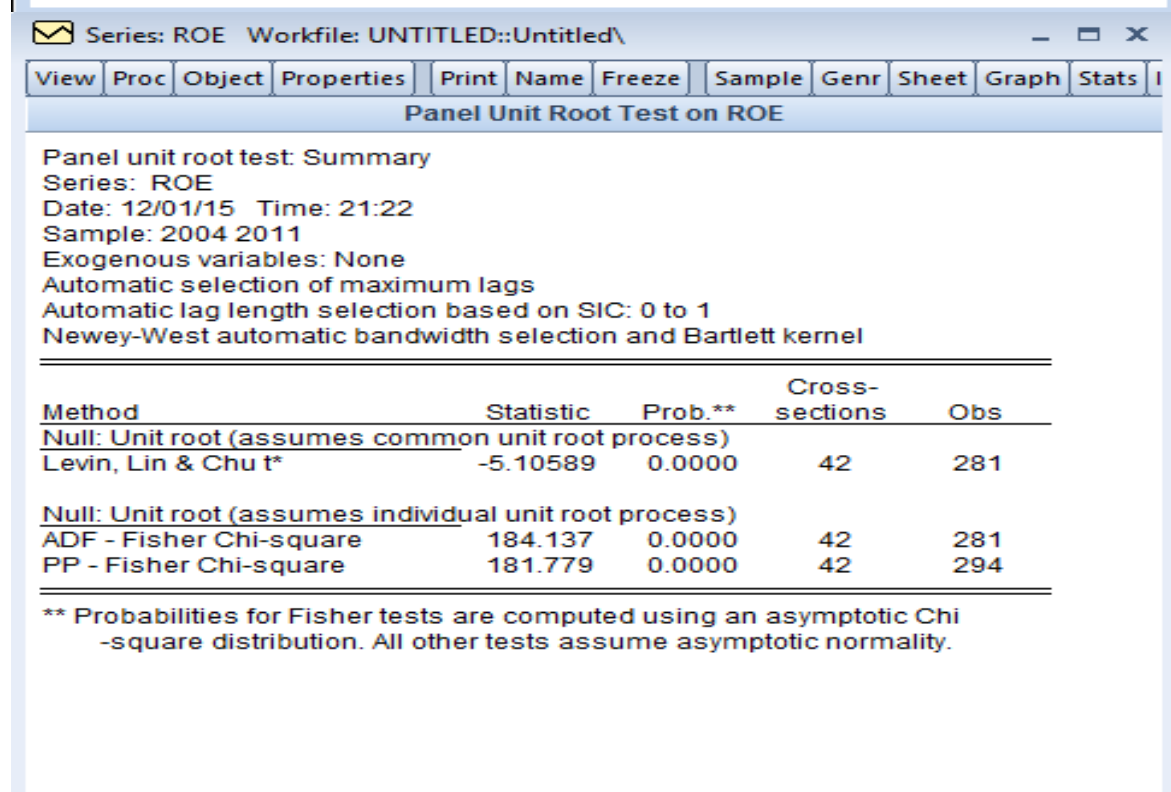 Series: ROE Workfile: UNTITLED::Untitled\
View Proc Object Properties Print Name Freeze Sample Genr Sheet Graph Stats
Panel Unit Root Test on ROE
Panel unit root test: Summary
Series: ROE
Date: 12/01/15 Time: 21:22
Sample: 2004 2011
Exogenous variables: None
Automatic selection of maximum lags
Automatic lag length selection based on SIC: 0 to 1
Newey-West automatic bandwidth selection and Bartlett kernel
Cross-
Method Statistic Prob.** sections Obs
Null: Unit root (assumes common unit root process)
Levin, Lin & Chu t* -5.10589 0.0000 42 281
Null: Unit root (assumes individual unit root process)
ADF - Fisher Chi-square 184.137 0.0000 42 281
PP - Fisher Chi-square 181.779 0.0000 42 294
** Probabilities for Fisher tests are computed using an asymptotic Chi
-square distribution. All other tests assume asymptotic normality.